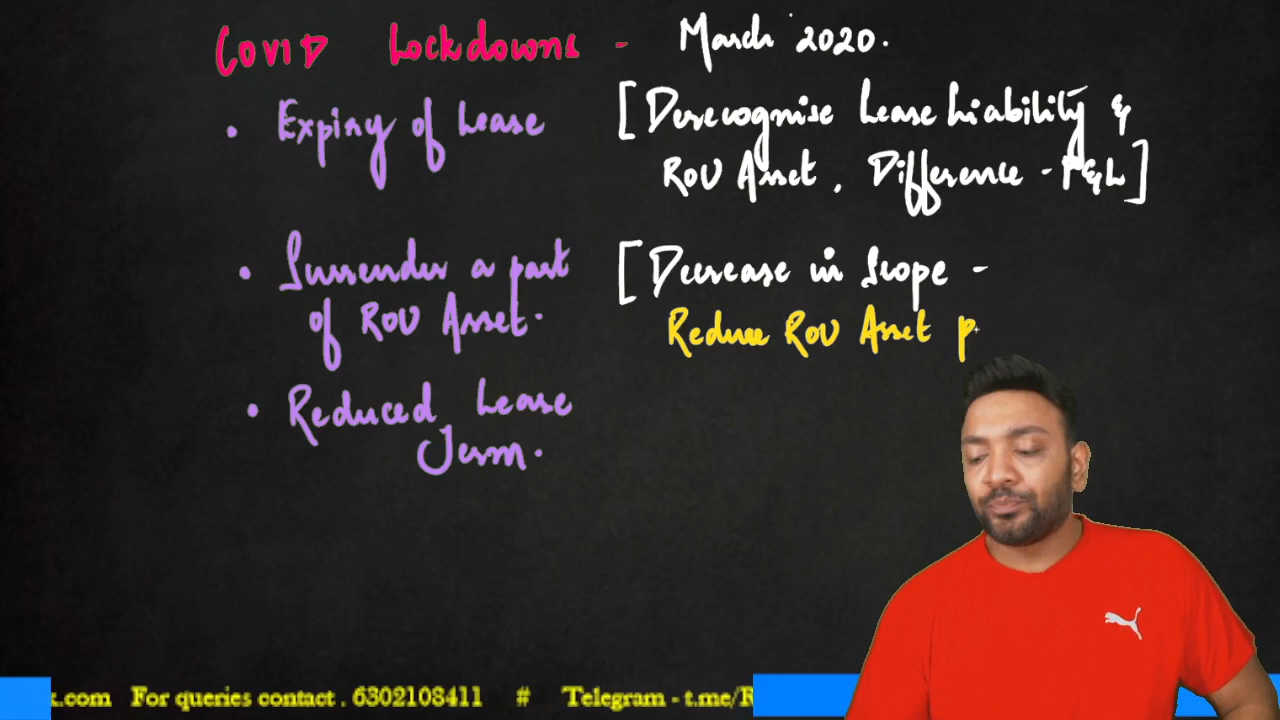 COVID Lockdowns - March 2020.
• Expiry of Lease [Derecognise Lease Liability &
ROU Asset, Difference - P&L]
• Surrender a part [Decrease in Scope -
of ROU Asset. Reduce ROU Asset p
• Reduced Lease
Term.
.com For queries contact . 6302108411 # Telegram - t.me/R